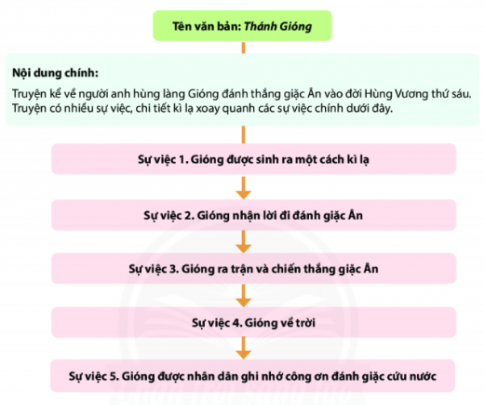 Tên văn bản: Thánh Gióng
Nội dung chính:
Truyện kể về người anh hùng làng Gióng đánh thắng giặc Ân vào đời Hùng Vương thứ sáu.
Truyện có nhiều sự việc, chi tiết kì lạ xoay quanh các sự việc chính dưới đây.
Sự việc 1. Gióng được sinh ra một cách kì lạ
Sự việc 2. Gióng nhận lời đi đánh giặc Ân
Sự việc 3. Gióng ra trận và chiến thắng giặc Ân
Sự việc 4. Gióng về trời
Sự việc 5. Gióng được nhân dân ghi nhớ công ơn đánh giặc cứu nước